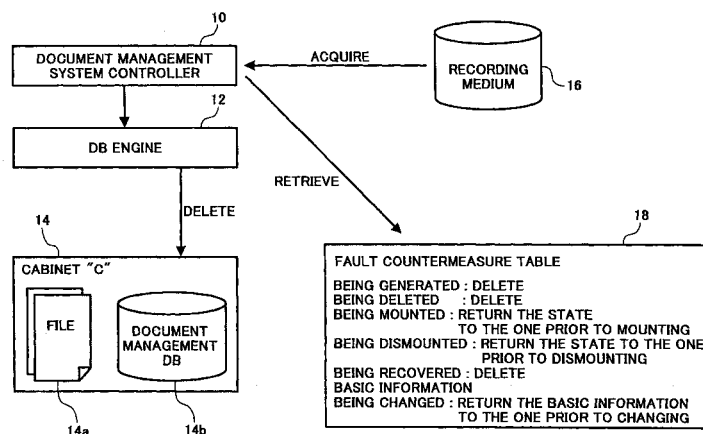 10
DOCUMENT MANAGEMENT
SYSTEM CONTROLLER
ACQUIRE
RECORDING
MEDIUM
16
12
DB ENGINE
RETRIEVE
DELETE
14
CABINET "C"
FILE
DOCUMENT
MANAGEMENT
DB
14a
14b
18
FAULT COUNTERMEASURE TABLE
BEING GENERATED : DELETE
BEING DELETED : DELETE
BEING MOUNTED : RETURN THE STATE
TO THE ONE PRIOR TO MOUNTING
BEING DISMOUNTED : RETURN THE STATE TO THE ONE
PRIOR TO DISMOUNTING
BEING RECOVERED : DELETE
BASIC INFORMATION
BEING CHANGED : RETURN THE BASIC INFORMATION
TO THE ONE PRIOR TO CHANGING